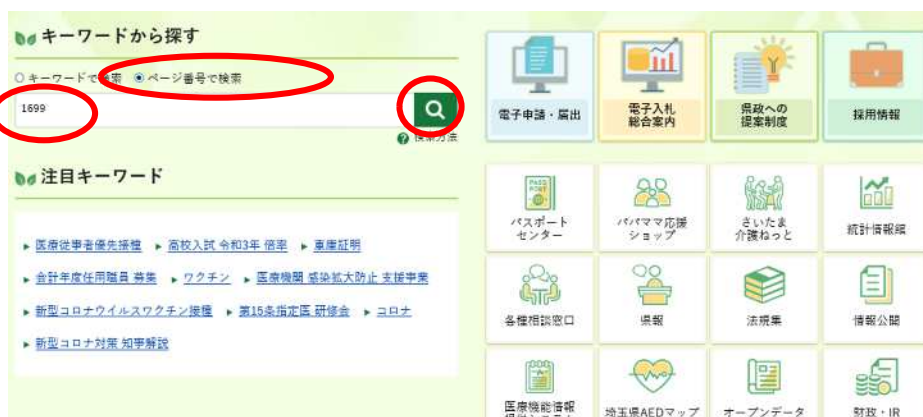 キーワードから探す
キーワードで検索 ページ番号で検索
1699
検索方法
注目キーワード
医療従事者優先接種 高校入試 令和3年 倍率 車庫証明
会計年度任用職員 募集 ワクチン 医療機関 感染拡大防止 支援事業
新型コロナウイルスワクチン接種 第15条指定医 研修会 コロナ
新型コロナ対策 知事解説
電子申請・届出
電子入札
総合案内
県政への
提案制度
採用情報
PASS
PORT
パスポート
センター
パパママ応援
ショップ
さいたま
介護ねっと
統計情報館
各種相談窓口
県報
法規集
情報公開
医療機能情報
埼玉県AEDマップ
オープンデータ
財政・IR